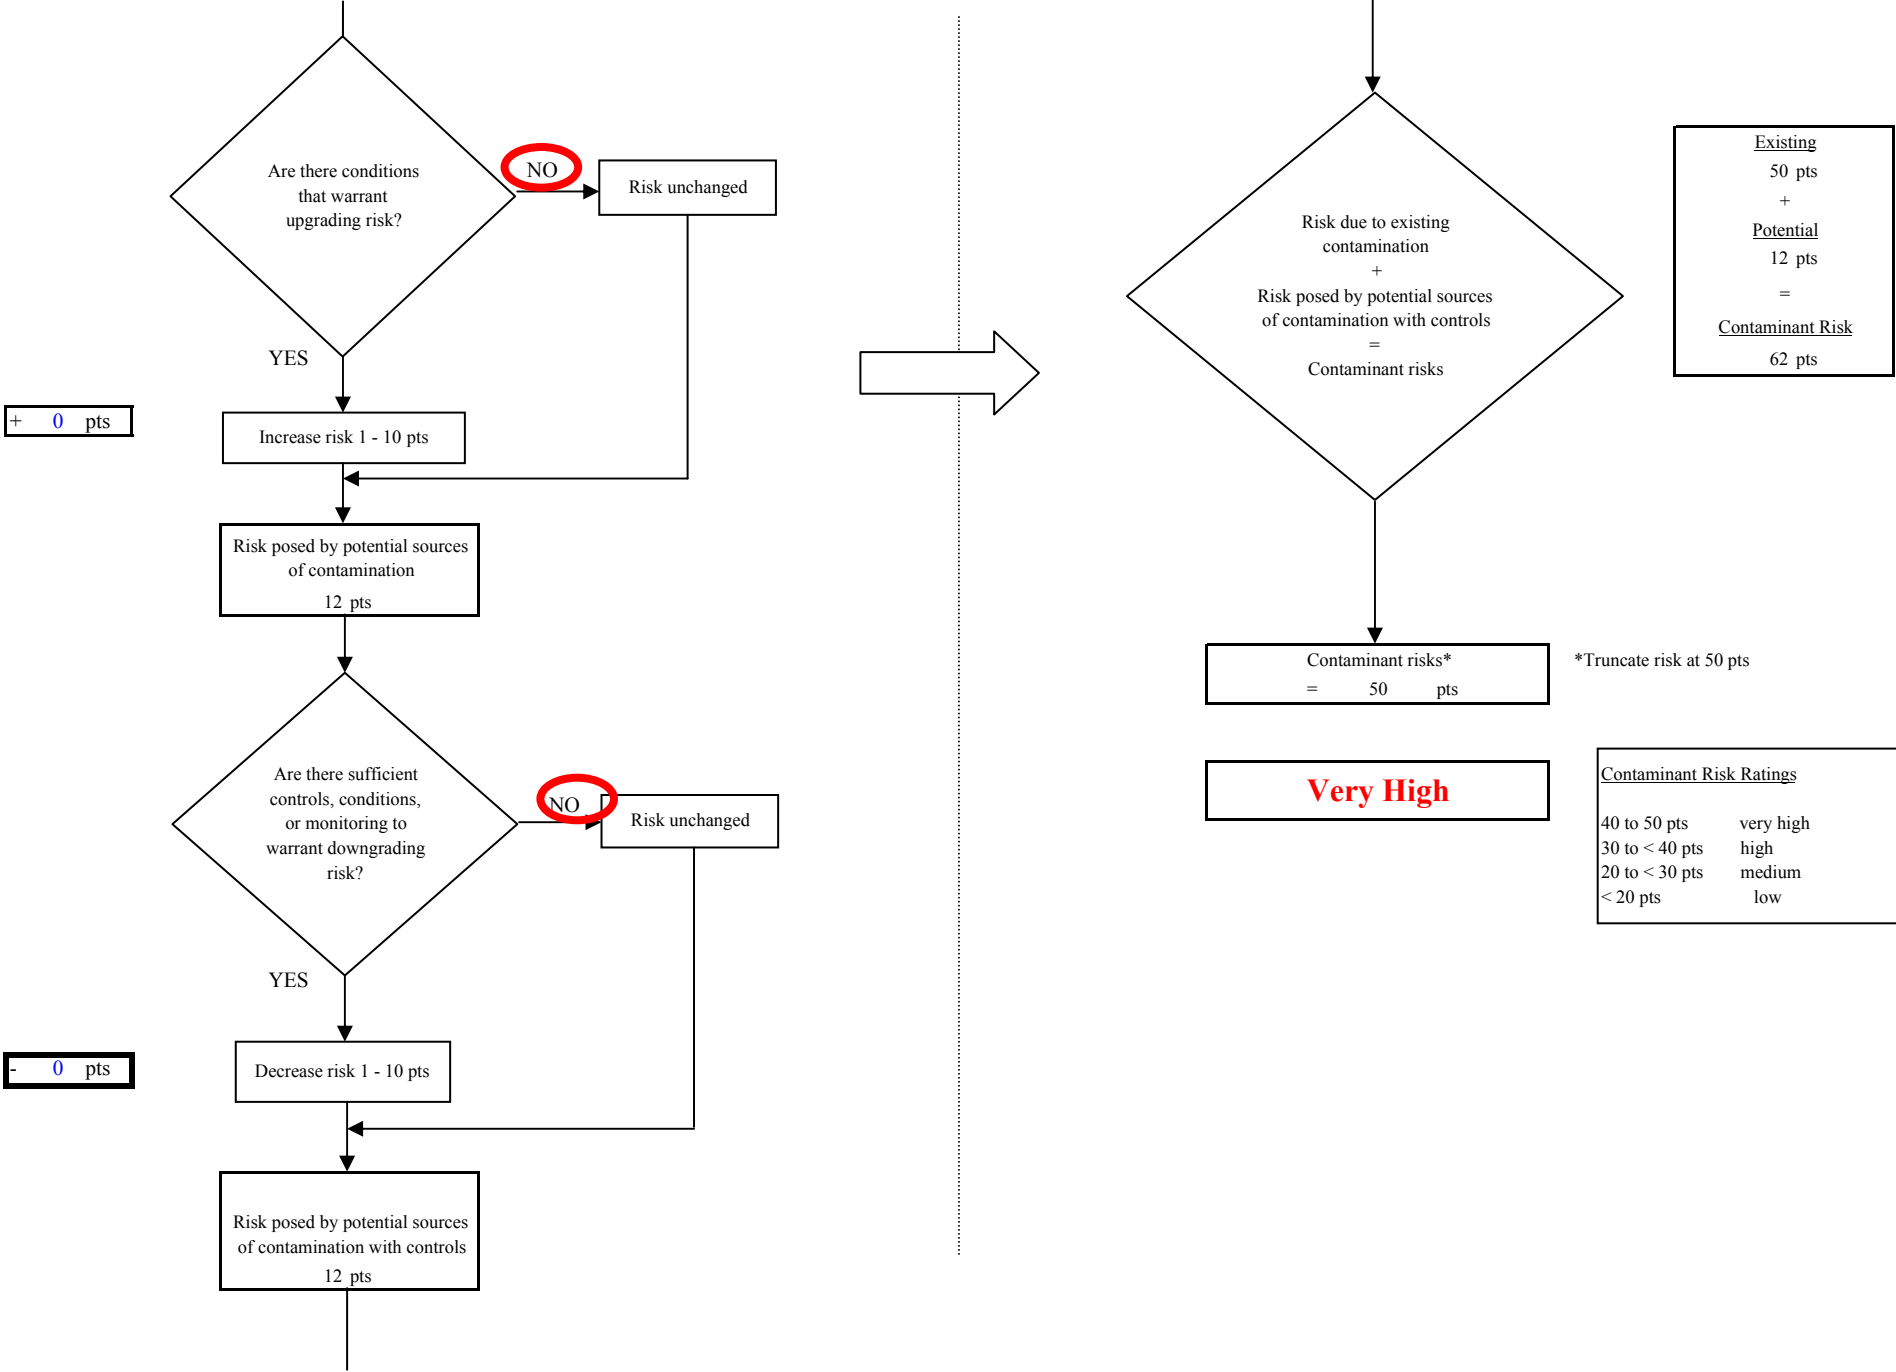 Are there conditions
that warrant
upgrading risk?
NO
Risk unchanged
YES
+ 0 pts
Increase risk 1 - 10 pts
Risk posed by potential sources
of contamination
12 pts
Are there sufficient
controls, conditions,
or monitoring to
warrant downgrading
risk?
NO
Risk unchanged
YES
- 0 pts
Decrease risk 1 - 10 pts
Risk posed by potential sources
of contamination with controls
12 pts
Risk due to existing
contamination
+
Risk posed by potential sources
of contamination with controls
=
Contaminant risks
Existing
50 pts
+
Potential
12 pts
=
Contaminant Risk
62 pts
Contaminant risks*
= 50 pts
*Truncate risk at 50 pts
Very High
Contaminant Risk Ratings
40 to 50 pts very high
30 to < 40 pts high
20 to < 30 pts medium
< 20 pts low